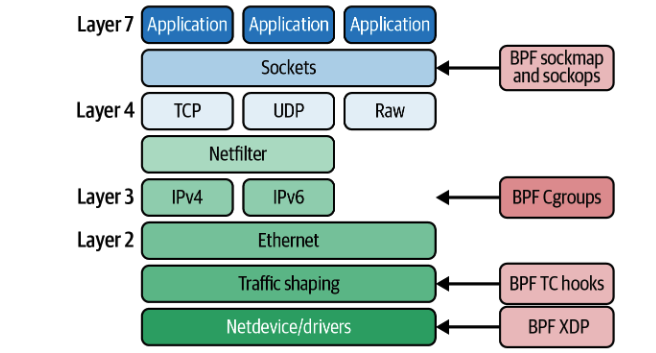 Layer 7 Application Application Application
Sockets
BPF sockmap
and sockops
Layer 4 TCP UDP Raw
Netfilter
Layer 3 IPv4 IPv6 BPF Cgroups
Layer 2 Ethernet
Traffic shaping BPF TC hooks
Netdevice/drivers BPF XDP